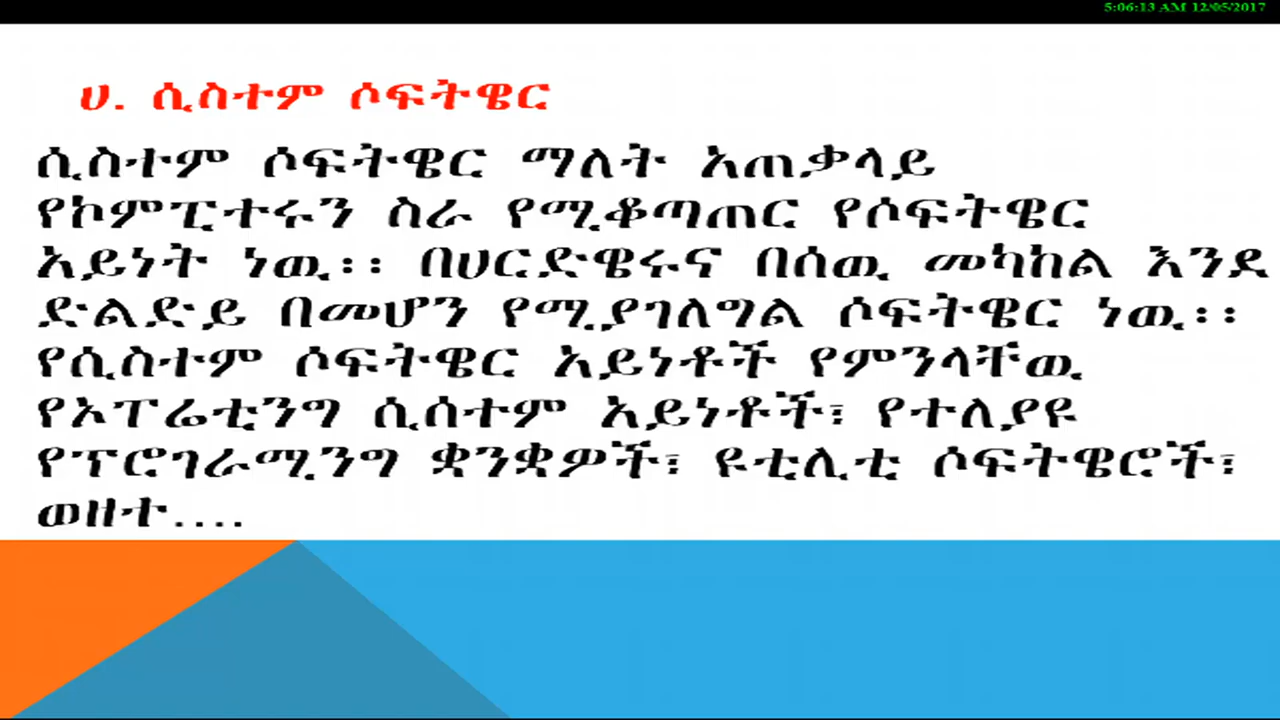 5:06:13 AM 12/05/2017
ሀ. ሲስተም ሶፍትዌር
ሲስተም ሶፍትዌር ማለት አጠቃላይ
የኮምፒተሩን ስራ የሚቆጣጠር የሶፍትዌር
አይነት ነዉ፡፡ በሀርድዌሩና በሰዉ መካከል እንደ
ድልድይ በመሆን የሚያገለግል ሶፍትዌር ነዉ፡፡
የሲስተም ሶፍትዌር አይነቶች የምንላቸዉ
የኦፐሬቲንግ ሲሰተም አይነቶች፣ የተለያዩ
የፕሮገራሚንግ ቋንቋዎች፣ ዩቲሊቲ ሶፍትዌሮች፣
ወዘተ....